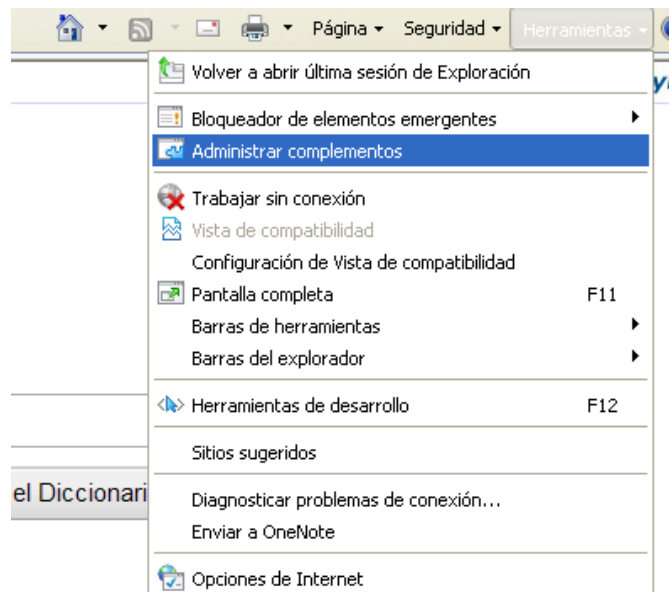 Página Seguridad Herramientas
Volver a abrir última sesión de Exploración
Bloqueador de elementos emergentes
Administrar complementos
Trabajar sin conexión
Vista de compatibilidad
Configuración de Vista de compatibilidad
Pantalla completa F11
Barras de herramientas
Barras del explorador
Herramientas de desarrollo F12
Sitios sugeridos
el Diccionari
Diagnosticar problemas de conexión...
Enviar a OneNote
Opciones de Internet